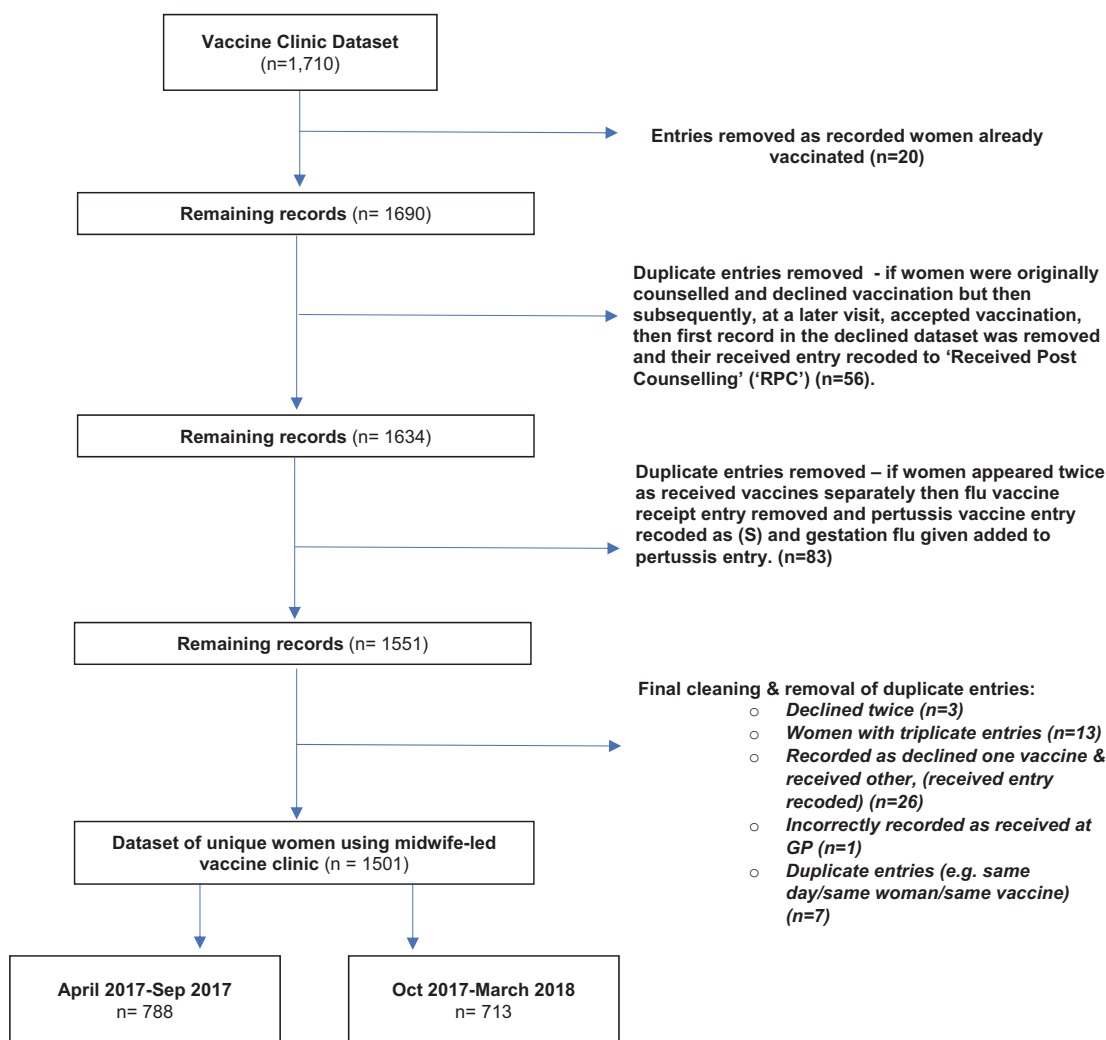 Vaccine Clinic Dataset
(n=1,710)
Entries removed as recorded women already
vaccinated (n=20)
Remaining records (n= 1690)
Duplicate entries removed  - if women were originally
counselled and declined vaccination but then
subsequently, at a later visit, accepted vaccination,
then first record in the declined dataset was removed
and their received entry recoded to ‘Received Post
Counselling’ (‘RPC’) (n=56).
Remaining records (n= 1634)
Duplicate entries removed – if women appeared twice
as received vaccines separately then flu vaccine
receipt entry removed and pertussis vaccine entry
recoded as (S) and gestation flu given added to
pertussis entry. (n=83)
Remaining records (n= 1551)
Final cleaning & removal of duplicate entries:
o Declined twice (n=3)
o Women with triplicate entries (n=13)
o Recorded as declined one vaccine &
received other, (received entry
recoded) (n=26)
o Incorrectly recorded as received at
GP (n=1)
o Duplicate entries (e.g. same
day/same woman/same vaccine)
(n=7)
Dataset of unique women using midwife-led
vaccine clinic (n = 1501)
April 2017-Sep 2017
n= 788
Oct 2017-March 2018
n= 713